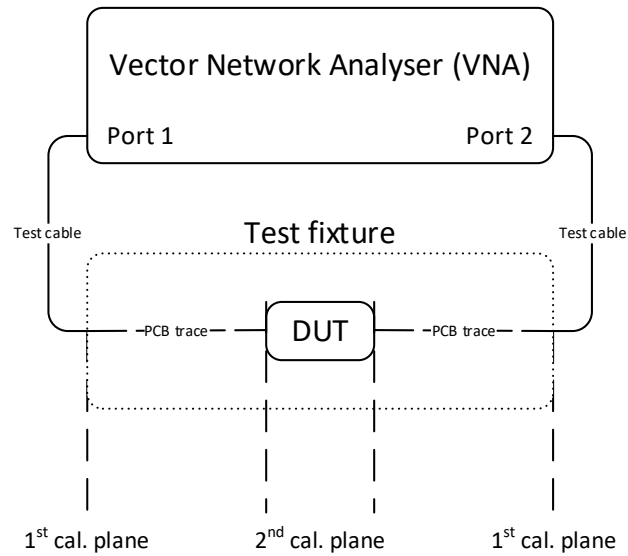 Vector Network Analyser (VNA)
Port 1
Port 2
Test cable
Test cable
Test fixture
PCB trace
DUT
PCB trace
1st cal. plane
2nd cal. plane
1st cal. plane